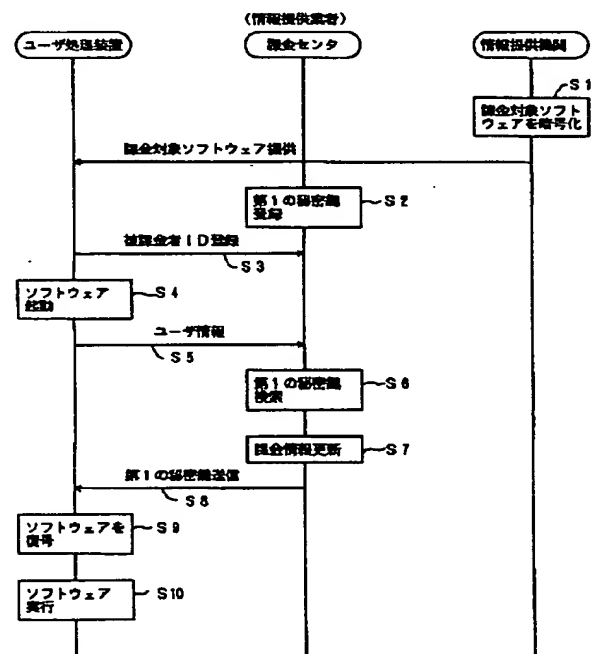 (情報提供業者)
ユーザ処理装置
課金センタ
情報提供機関
S1
課金対象ソフト
ウェアを暗号化
課金対象ソフトウェア提供
第1の秘密鍵
登録
S2
被課金者ID登録
S3
ソフトウェア
起動
S4
ユーザ情報
S5
第1の秘密鍵
検索
S6
課金情報更新
S7
第1の秘密鍵送信
S8
ソフトウェアを
復号
S9
ソフトウェア
実行
S10